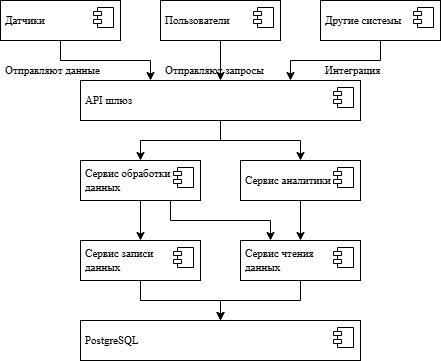 Датчики
Пользователи
Другие системы
Отправляют данные
Отправляют запросы
Интеграция
API шлюз
Сервис обработки
данных
Сервис аналитики
Сервис записи
данных
Сервис чтения
данных
PostgreSQL